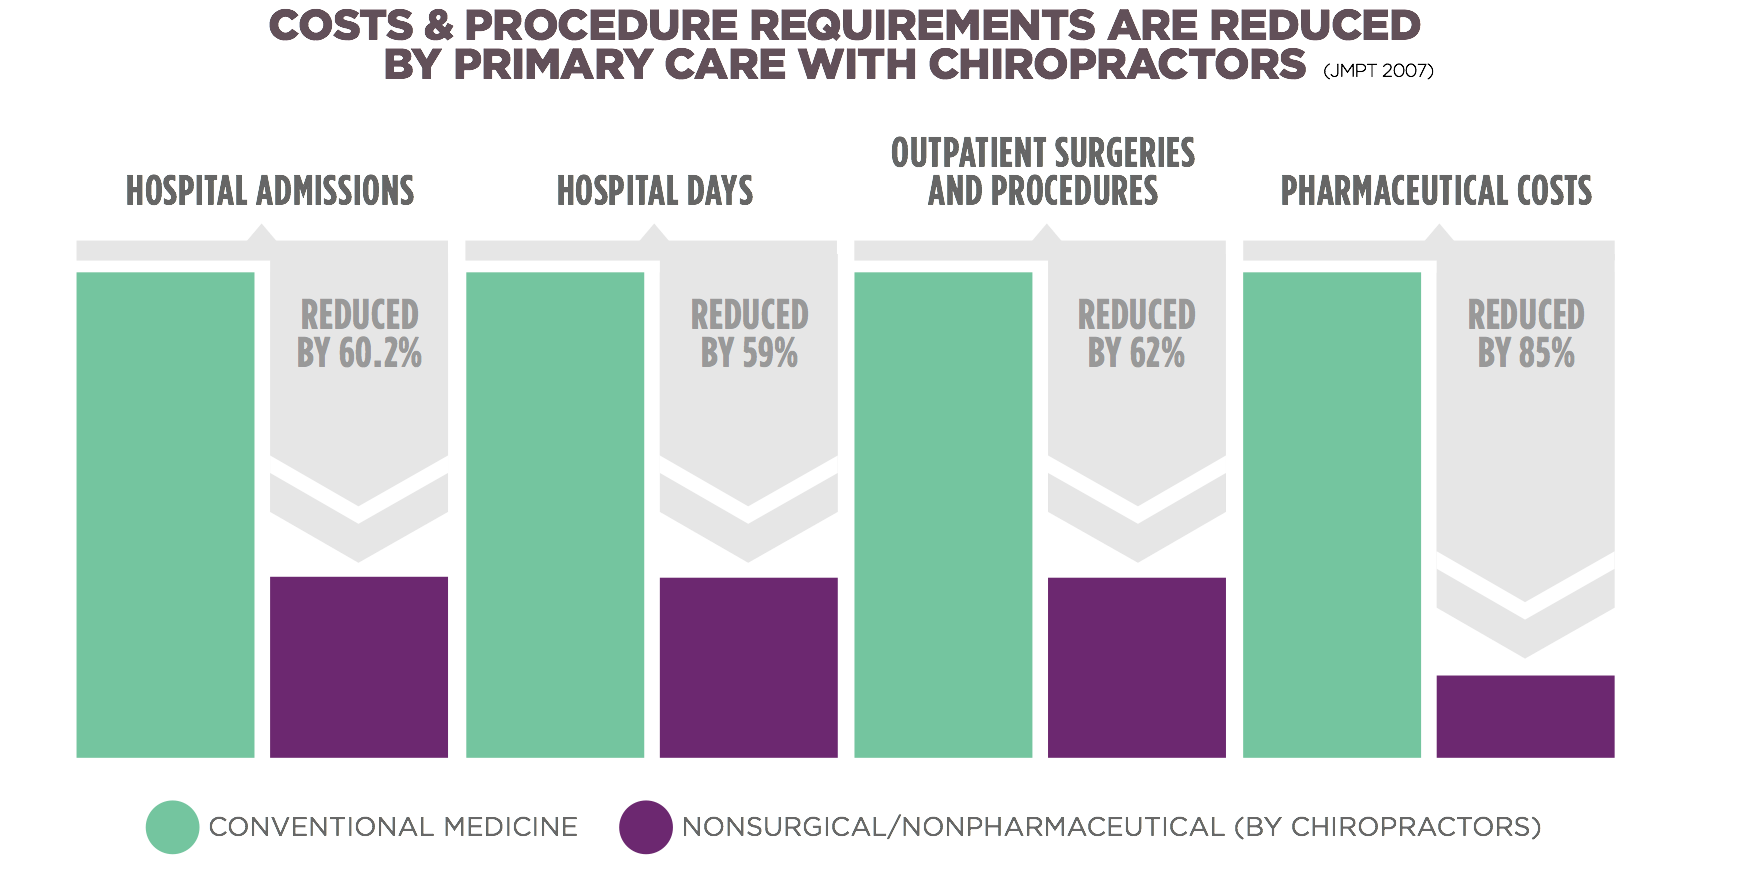 COSTS & PROCEDURE REQUIREMENTS ARE REDUCED
BY PRIMARY CARE WITH CHIROPRACTORS (JMPT 2007)
HOSPITAL ADMISSIONS
HOSPITAL DAYS
OUTPATIENT SURGERIES
AND PROCEDURES
PHARMACEUTICAL COSTS
REDUCED
BY 60.2%
REDUCED
BY 59%
REDUCED
BY 62%
REDUCED
BY 85%
CONVENTIONAL MEDICINE
NONSURGICAL/NONPHARMACEUTICAL (BY CHIROPRACTORS)